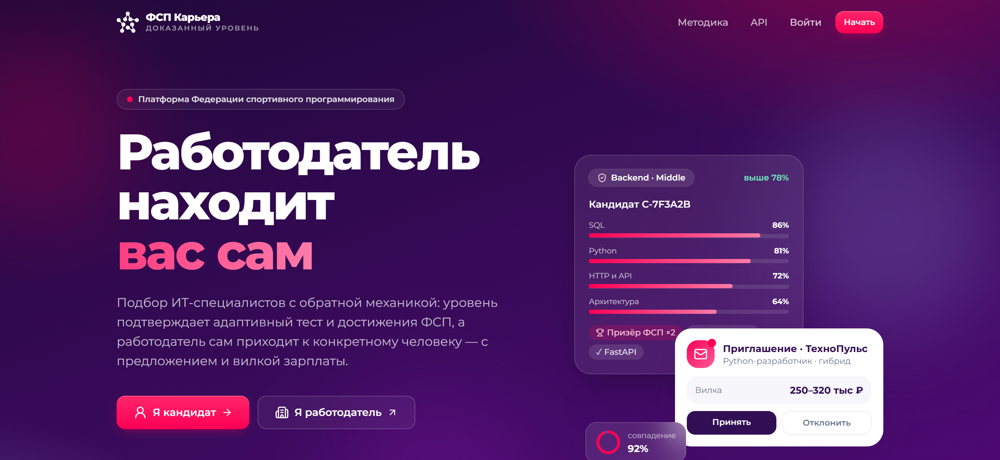 ФСП Карьера
ДОКАЗАННЫЙ УРОВЕНЬ
Методика
API
Войти
Начать
Платформа Федерации спортивного программирования
Работодатель
находит
вас сам
Подбор ИТ-специалистов с обратной механикой: уровень
подтверждает адаптивный тест и достижения ФСП, а
работодатель сам приходит к конкретному человеку — с
предложением и вилкой зарплаты.
Я кандидат →
Я работодатель ↗
Backend · Middle
выше 78%
Кандидат C-7F3A2B
SQL 86%
Python 81%
HTTP и API 72%
Архитектура 64%
Призёр ФСП ×2
✓ FastAPI
Приглашение · ТехноПульс
Python-разработчик · гибрид
Вилка 250–320 тыс ₽
Принять
Отклонить
совпадение
92%